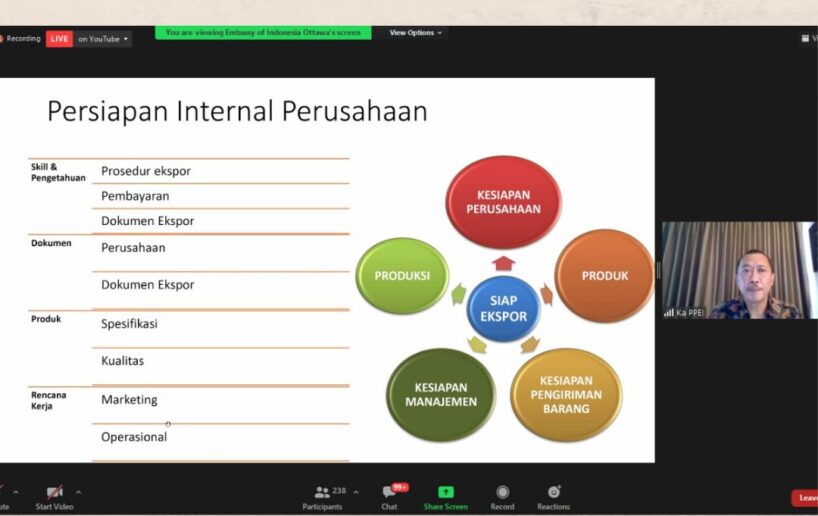 Recording
LIVE
on YouTube
You are viewing Embassy of Indonesia Ottawa's screen
View Options
Persiapan Internal Perusahaan
Skill &
Pengetahuan
Prosedur ekspor
Pembayaran
Dokumen Ekspor
Dokumen
Perusahaan
Dokumen Ekspor
Produk
Spesifikasi
Kualitas
Rencana
Kerja
Marketing
Operasional
KESIAPAN
PERUSAHAAN
PRODUKSI
PRODUK
SIAP
EKSPOR
KESIAPAN
MANAJEMEN
KESIAPAN
PENGIRIMAN
BARANG
Ka PPEI
Start Video
238
Participants
99+
Chat
Share Screen
Record
Reactions
Leave